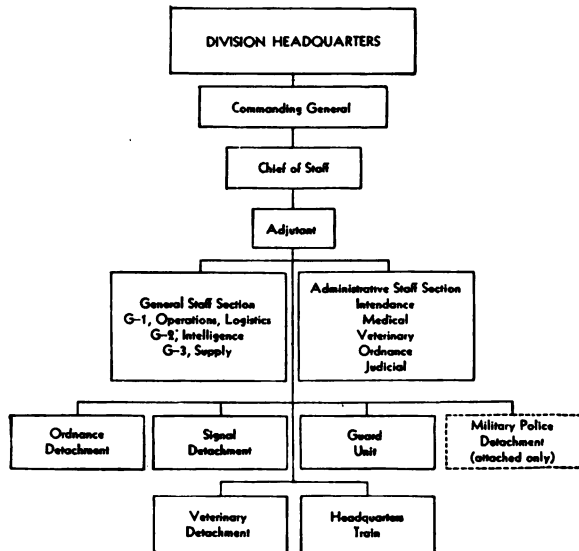 DIVISION HEADQUARTERS
Commanding General
Chief of Staff
Adjutant
General Staff Section
G-1, Operations, Logistics
G-2, Intelligence
G-3, Supply
Administrative Staff Section
Intendance
Medical
Veterinary
Ordnance
Judicial
Ordnance
Detachment
Signal
Detachment
Guard
Unit
Military Police
Detachment
(attached only)
Veterinary
Detachment
Headquarters
Train